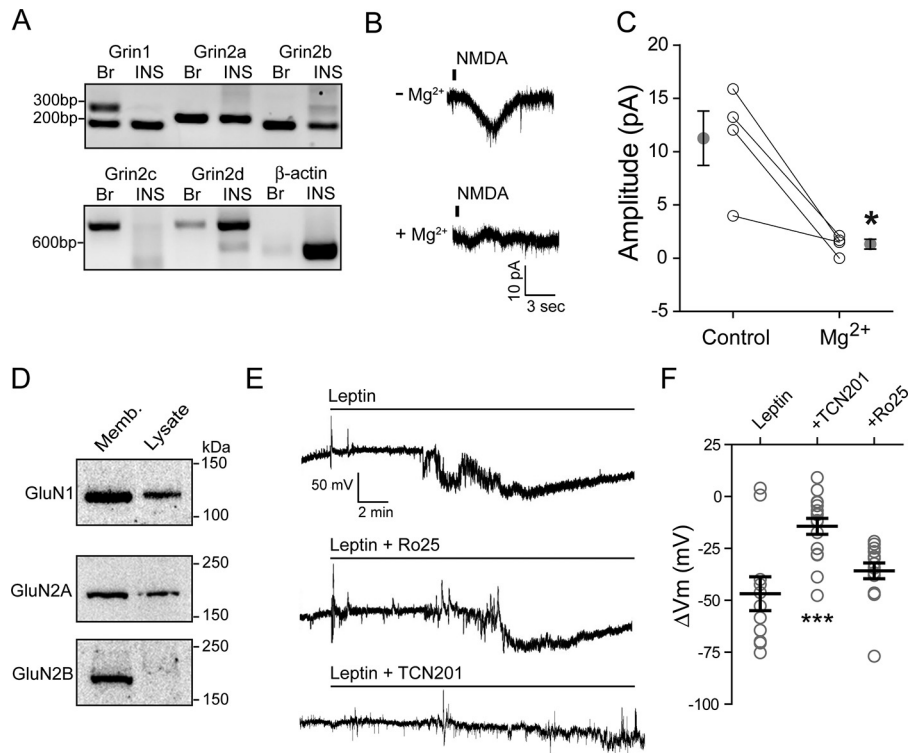 A
Grin1 Grin2a Grin2b
Br INS Br INS Br INS
300bp
200bp
Grin2c Grin2d β-actin
Br INS Br INS Br INS
600bp
B
NMDA
- Mg2+
NMDA
+ Mg2+
10 pA
3 sec
C
Amplitude (pA)
20
15
10
5
0
-5
*
Control Mg2+
D
Memb. Lysate
kDa
GluN1
150
100
GluN2A
250
150
GluN2B
250
150
E
Leptin
50 mV
2 min
Leptin + Ro25
Leptin + TCN201
F
Leptin +TCN201 +Ro25
ΔVm (mV)
25
0
-25
-50
-75
-100
***